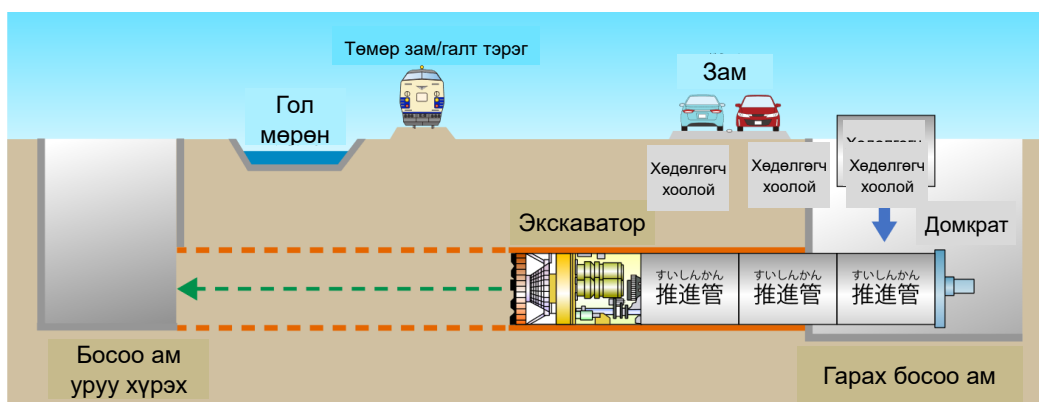 Төмөр зам/галт тэрэг
Зам
Гол
мөрөн
Хөдөлгөгч
хоолой
Хөдөлгөгч
хоолой
Хөдөлгөгч
хоолой
Экскаватор
Домкрат
すいしんかん
推進管
すいしんかん
推進管
すいしんかん
推進管
Босоо ам
уруу хүрэх
Гарах босоо ам